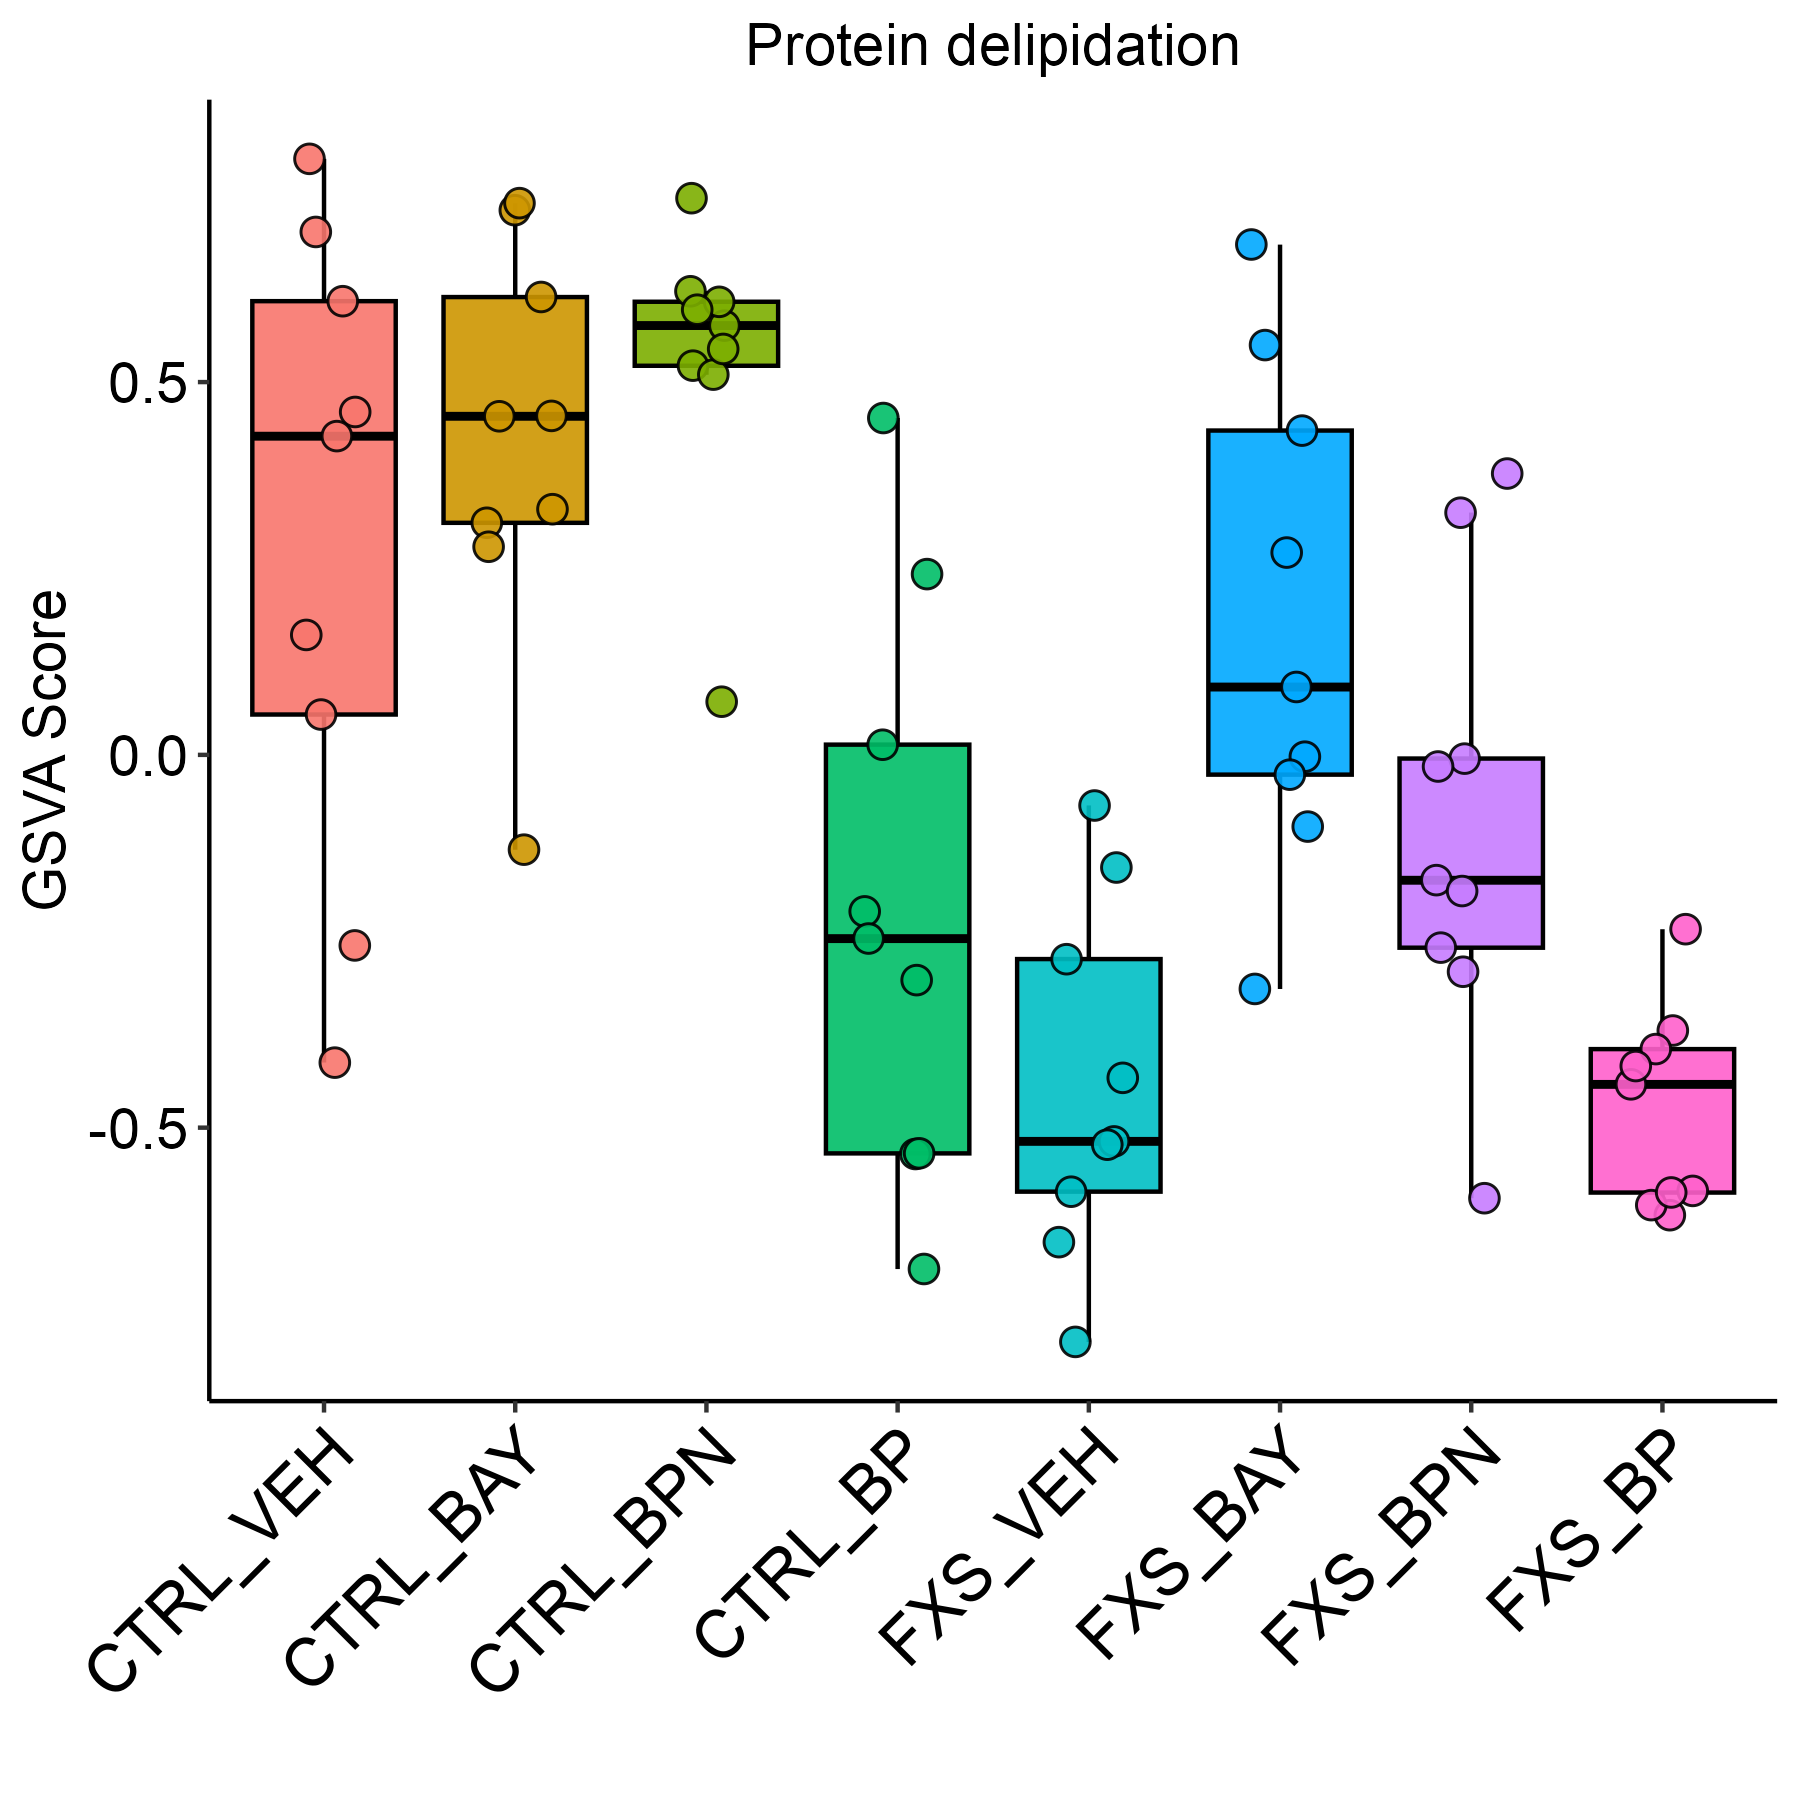 Protein delipidation
GSVA Score
0.5
0.0
-0.5
CTRL_VEH
CTRL_BAY
CTRL_BPN
CTRL_BP
FXS_VEH
FXS_BAY
FXS_BPN
FXS_BP